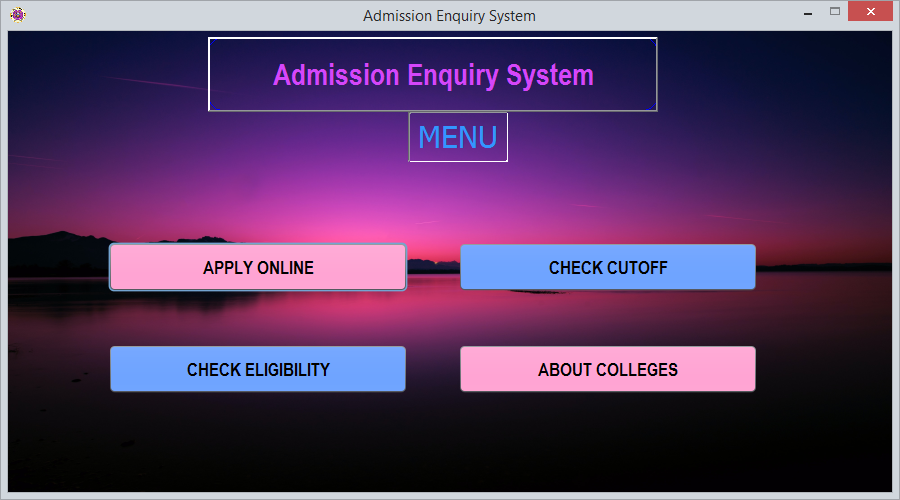 Admission Enquiry System
Admission Enquiry System
MENU
APPLY ONLINE
CHECK CUTOFF
CHECK ELIGIBILITY
ABOUT COLLEGES